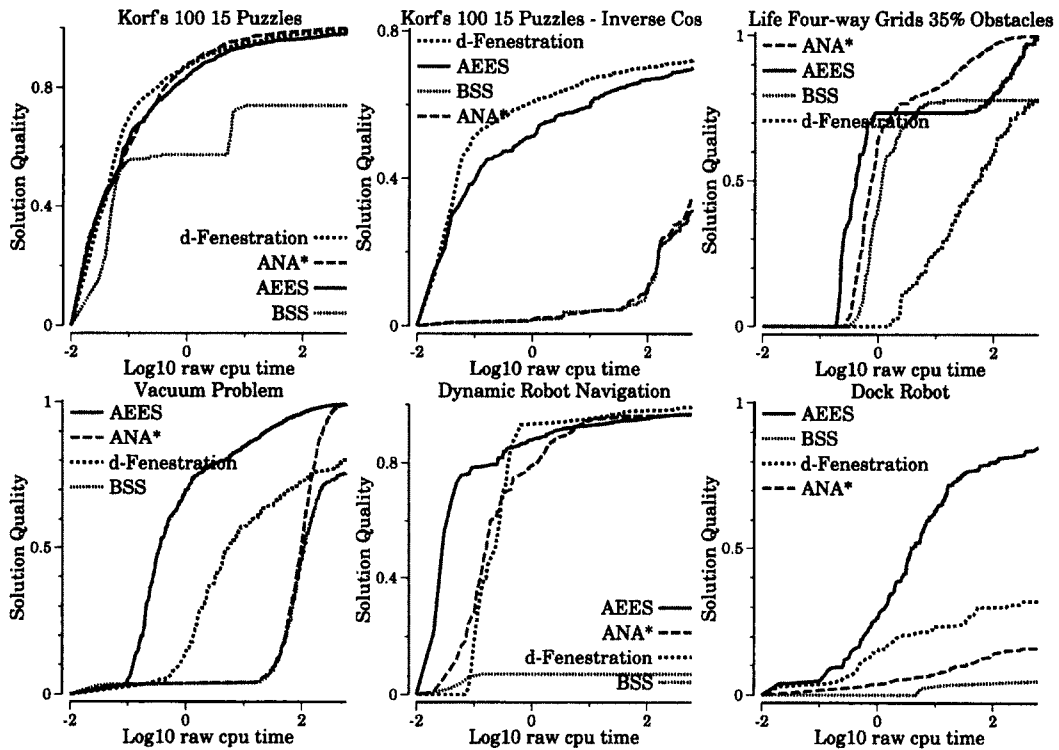 Korf's 100 15 Puzzles
Solution Quality
0.8
0.4
0
d-Fenestration
ANA*
AEES
BSS
-2
0
2
Log10 raw cpu time
Korf's 100 15 Puzzles - Inverse Cos
Solution Quality
0.8
0.4
0
d-Fenestration
AEES
BSS
ANA*
-2
0
2
Log10 raw cpu time
Life Four-way Grids 35% Obstacles
Solution Quality
1
0.5
0
ANA*
AEES
BSS
d-Fenestration
-2
0
2
Log10 raw cpu time
Vacuum Problem
Solution Quality
1
0.5
0
AEES
ANA*
d-Fenestration
BSS
-2
0
2
Log10 raw cpu time
Dynamic Robot Navigation
Solution Quality
0.8
0.4
0
AEES
ANA*
d-Fenestration
BSS
-2
0
2
Log10 raw cpu time
Dock Robot
Solution Quality
1
0.5
0
AEES
BSS
d-Fenestration
ANA*
-2
0
2
Log10 raw cpu time